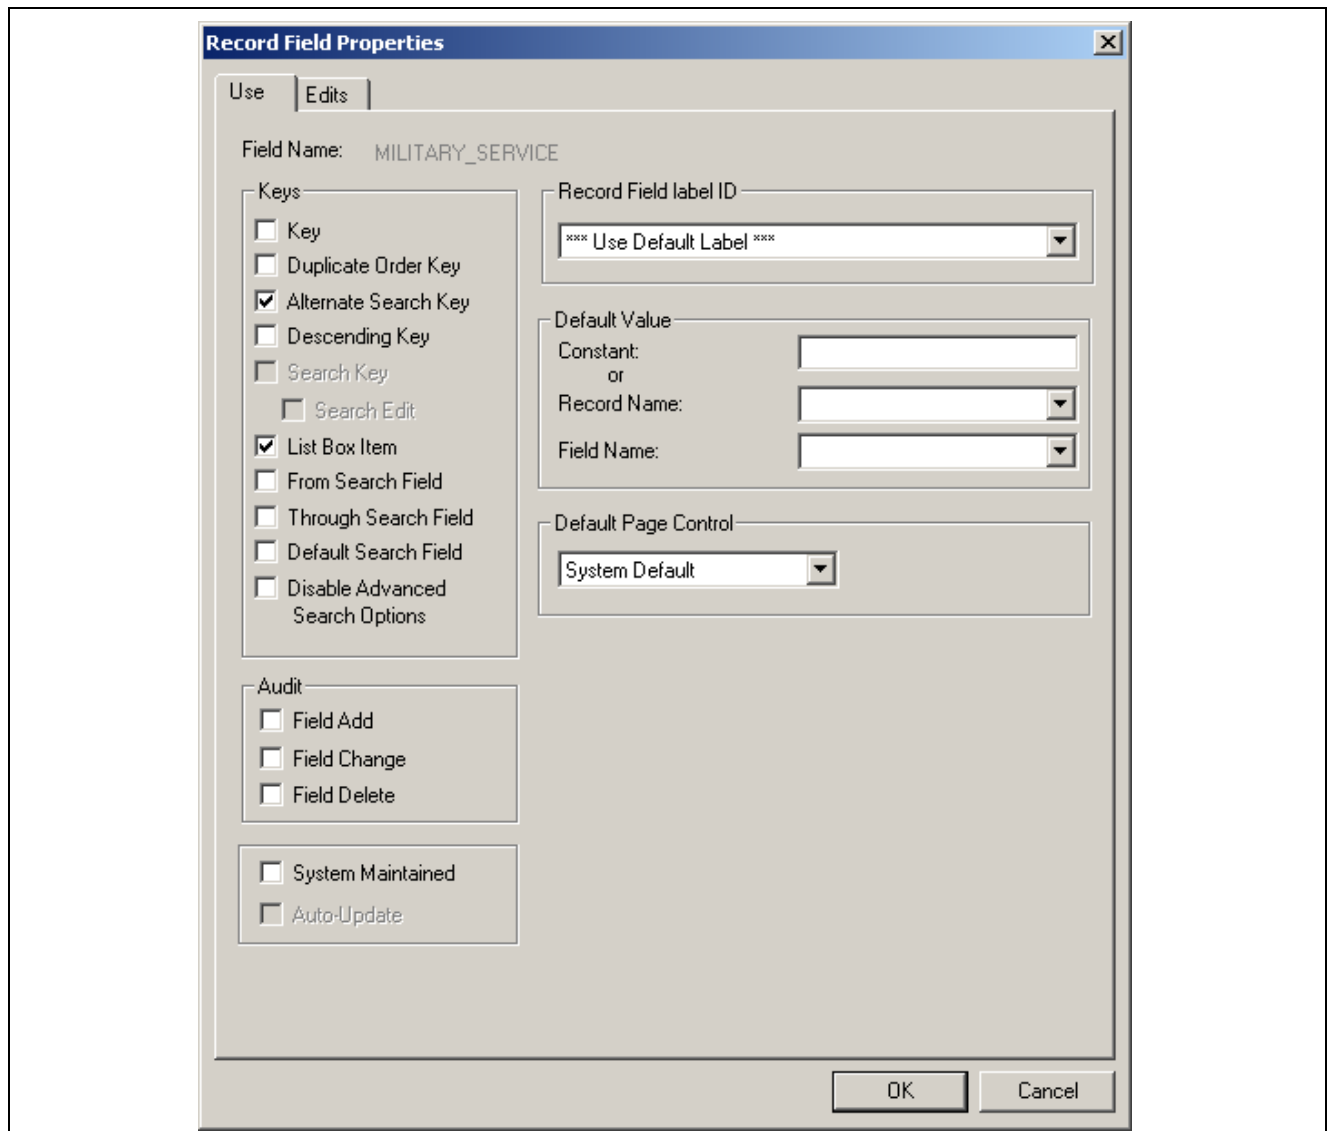 Record Field Properties
Use
Edits
Field Name: MILITARY_SERVICE
Keys
Key
Duplicate Order Key
Alternate Search Key
Descending Key
Search Key
Search Edit
List Box Item
From Search Field
Through Search Field
Default Search Field
Disable Advanced
Search Options
Record Field label ID
*** Use Default Label ***
Default Value
Constant:
or
Record Name:
Field Name:
Default Page Control
System Default
Audit
Field Add
Field Change
Field Delete
System Maintained
Auto-Update
OK
Cancel